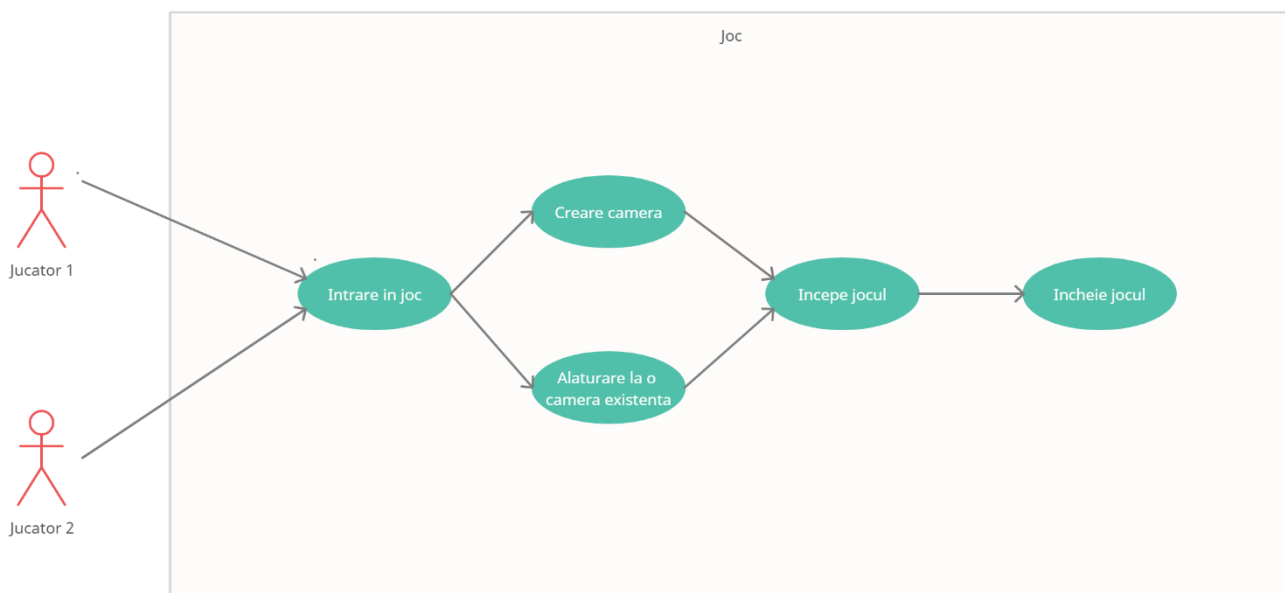 Joc
Jucator 1
Creare camera
Intrare in joc
Incepe jocul
Incheie jocul
Alaturare la o
camera existenta
Jucator 2